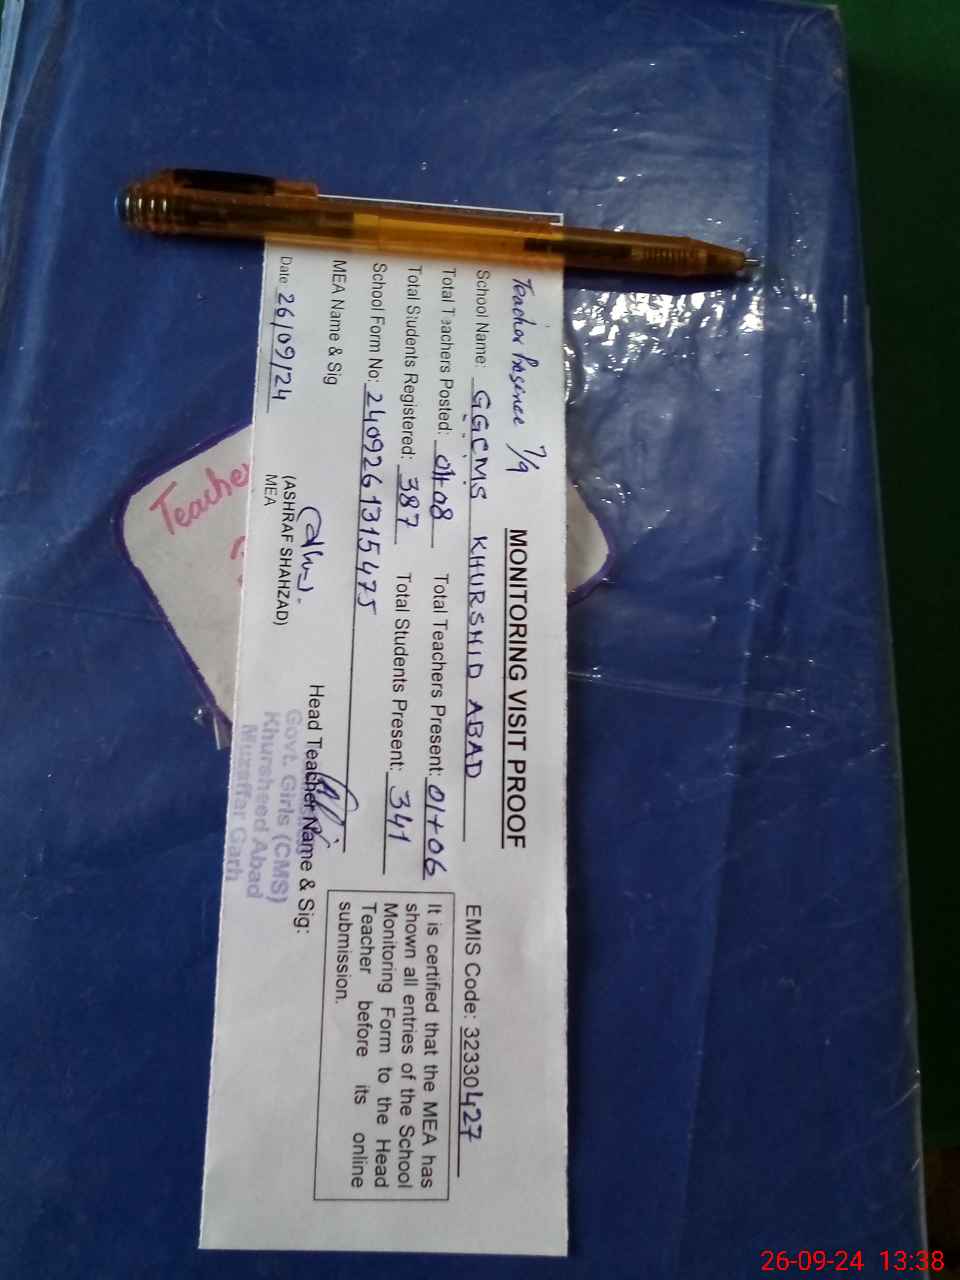 Teacher Presence 7/9
MONITORING VISIT PROOF
School Name: GGCMS KHURSHID ABAD
EMIS Code: 32330427
Total Teachers Posted: 01+08 Total Teachers Present: 01+06
Total Students Registered: 387 Total Students Present: 341
School Form No: 2409261315475
MEA Name & Sig
(ASHRAF SHAHZAD)
MEA
Date 26/09/24
Head Teacher Name & Sig:
Govt. Girls (CMS)
Khursheed Abad
Muzaffar Garh
It is certified that the MEA has
shown all entries of the School
Monitoring Form to the Head
Teacher before its online
submission.
Teacher
26-09-24 13:38